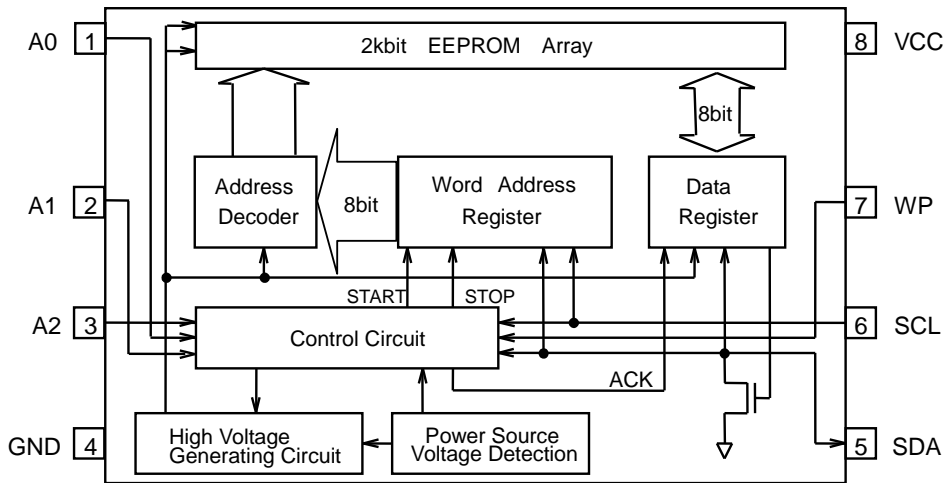 A0 1
2kbit EEPROM Array
8 VCC
8bit
A1 2
Address
Decoder
8bit
Word Address
Register
Data
Register
7 WP
START
STOP
A2 3
Control Circuit
6 SCL
ACK
GND 4
High Voltage
Generating Circuit
Power Source
Voltage Detection
5 SDA